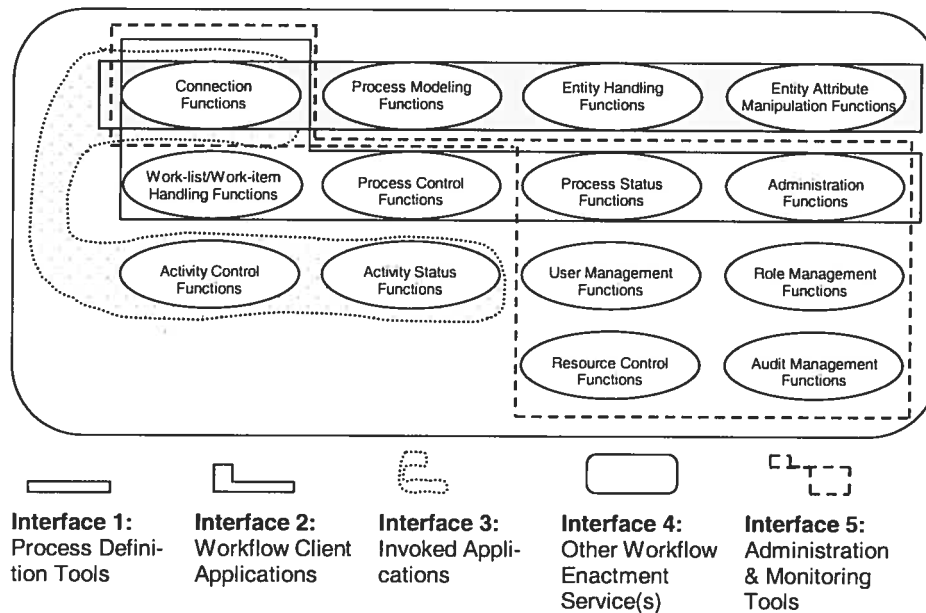 Connection
Functions
Process Modeling
Functions
Entity Handling
Functions
Entity Attribute
Manipulation Functions
Work-list/Work-item
Handling Functions
Process Control
Functions
Process Status
Functions
Administration
Functions
Activity Control
Functions
Activity Status
Functions
User Management
Functions
Role Management
Functions
Resource Control
Functions
Audit Management
Functions
Interface 1:
Process Defini-
tion Tools
Interface 2:
Workflow Client
Applications
Interface 3:
Invoked Appli-
cations
Interface 4:
Other Workflow
Enactment
Service(s)
Interface 5:
Administration
& Monitoring
Tools